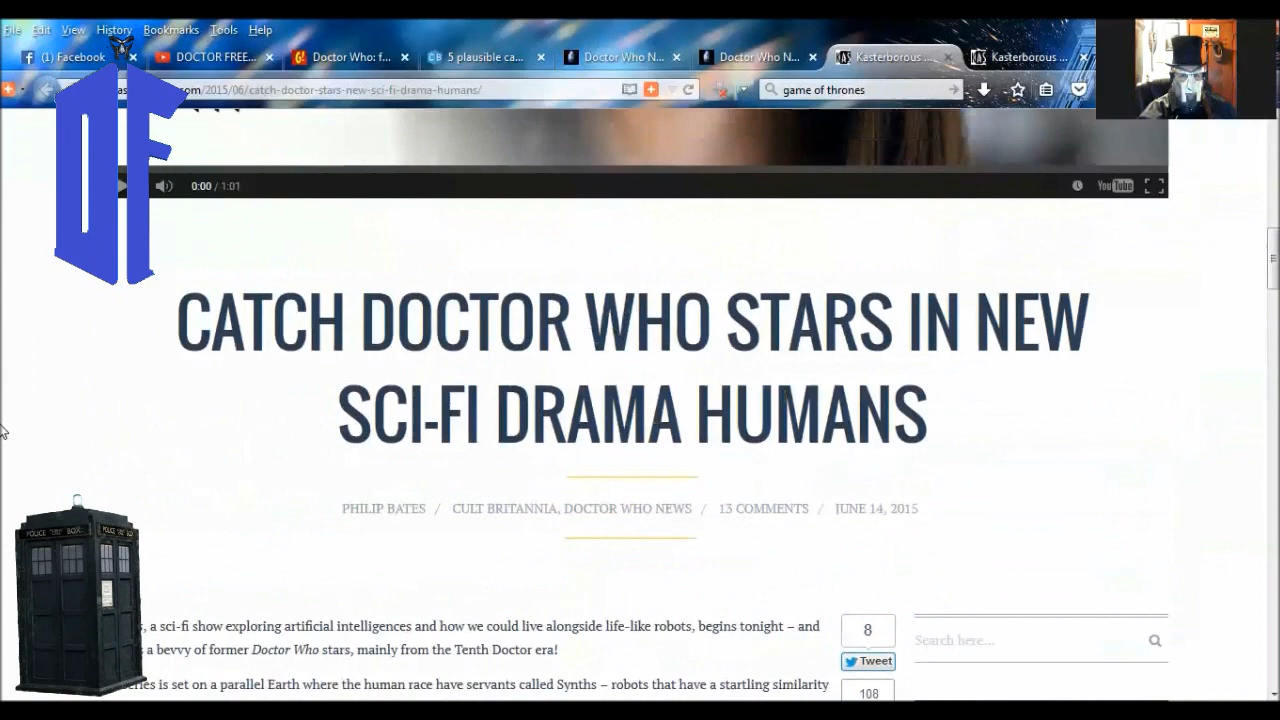 File Edit View History Bookmarks Tools Help
(1) Facebook DOCTOR FREE... Doctor Who: f... 5 plausible ca... Doctor Who N... Doctor Who N... Kasterborous ... Kasterborous ...
.com/2015/06/catch-doctor-stars-new-sci-fi-drama-humans/ game of thrones
DF
0:00 / 1:01 YouTube
CATCH DOCTOR WHO STARS IN NEW
SCI-FI DRAMA HUMANS
PHILIP BATES / CULT BRITANNIA, DOCTOR WHO NEWS / 13 COMMENTS / JUNE 14, 2015
POLICE BOX
, a sci-fi show exploring artificial intelligences and how we could live alongside life-like robots, begins tonight – and
a bevvy of former Doctor Who stars, mainly from the Tenth Doctor era!
is set on a parallel Earth where the human race have servants called Synths – robots that have a startling similarity
8
Tweet
108
Search here...